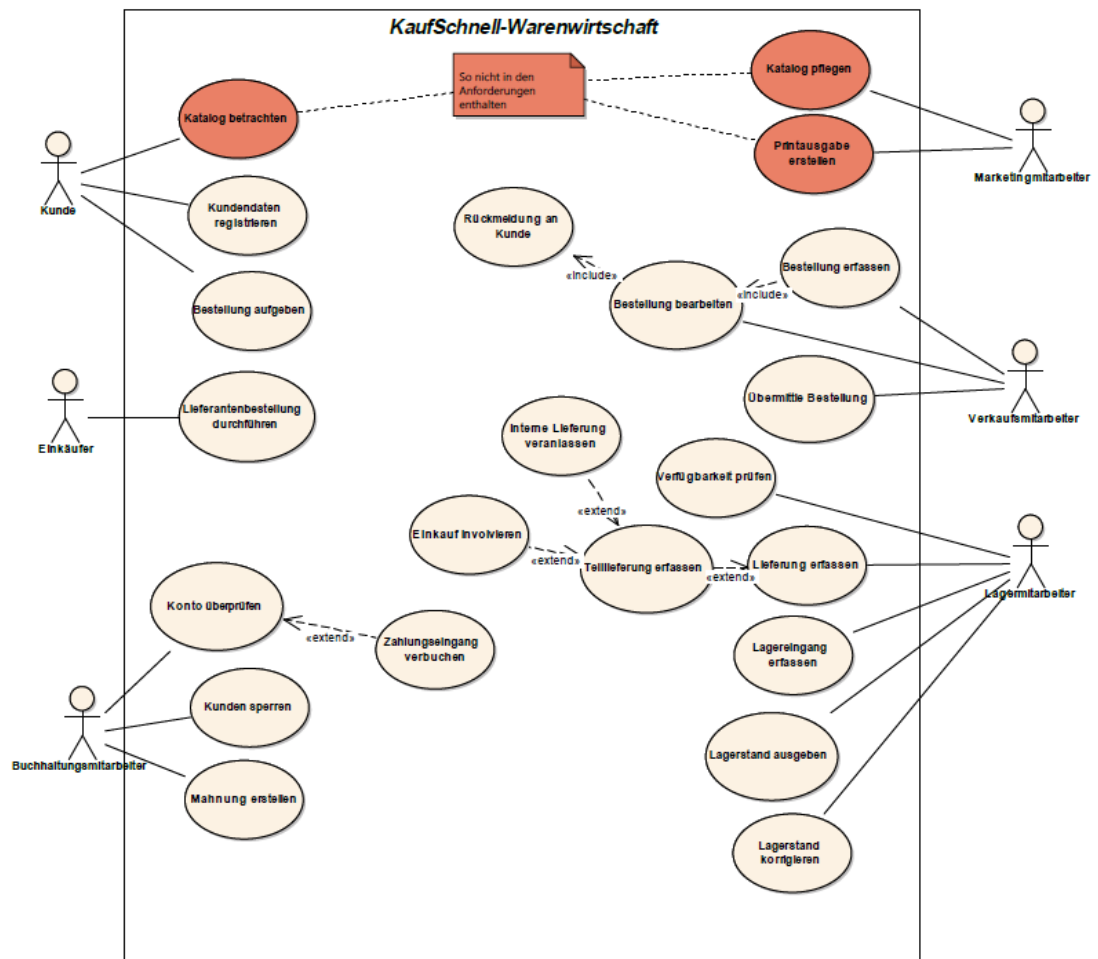 KaufSchnell-Warenwirtschaft
So nicht in den
Anforderungen
enthalten
Katalog pflegen
Katalog betrachten
Printausgabe
erstellen
Kunde
Marketingmitarbeiter
Kundendaten
registrieren
Rückmeldung an
Kunde
Bestellung erfassen
«include»
«include»
Bestellung aufgeben
Bestellung bearbeiten
Übermittle Bestellung
Verkaufsmitarbeiter
Lieferantenbestellung
durchführen
Einkäufer
Interne Lieferung
veranlassen
Verfügbarkeit prüfen
«extend»
Einkauf involvieren
«extend»
Teillieferung erfassen
«extend»
Lieferung erfassen
Lagermitarbeiter
Konto überprüfen
«extend»
Zahlungseingang
verbuchen
Lagereingang
erfassen
Kunden sperren
Buchhaltungsmitarbeiter
Lagerstand ausgeben
Mahnung erstellen
Lagerstand
korrigieren